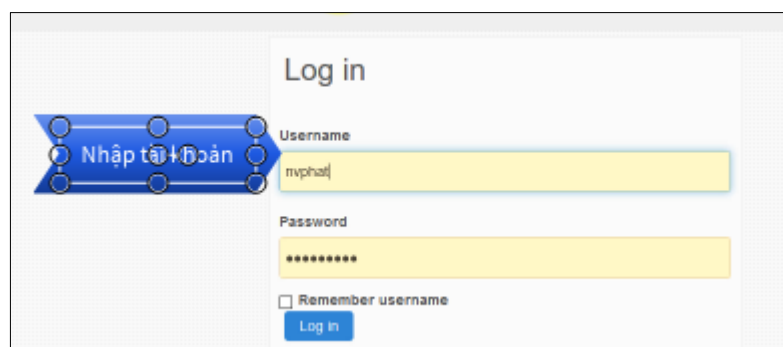 Log in
Username
Nhập tài khoản
nvphat
Password
•••••••••
Remember username
Log in